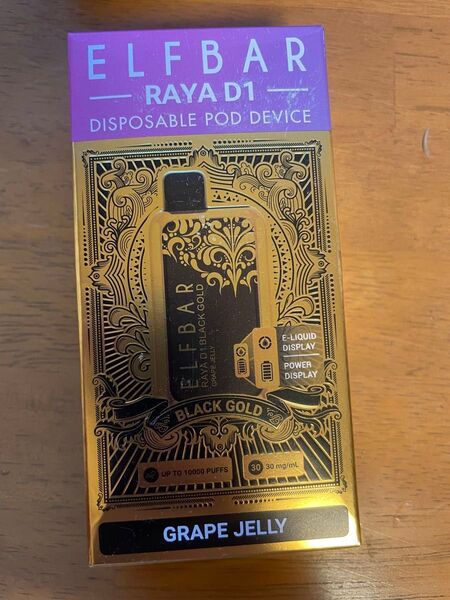 ELFBAR
RAYA D1
DISPOSABLE POD DEVICE
ELFBAR
RAYA D1 BLACK GOLD
GRAPE JELLY
E-LIQUID
DISPLAY
POWER
DISPLAY
BLACK GOLD
UP TO 10000 PUFFS
30 30 mg/mL
GRAPE JELLY